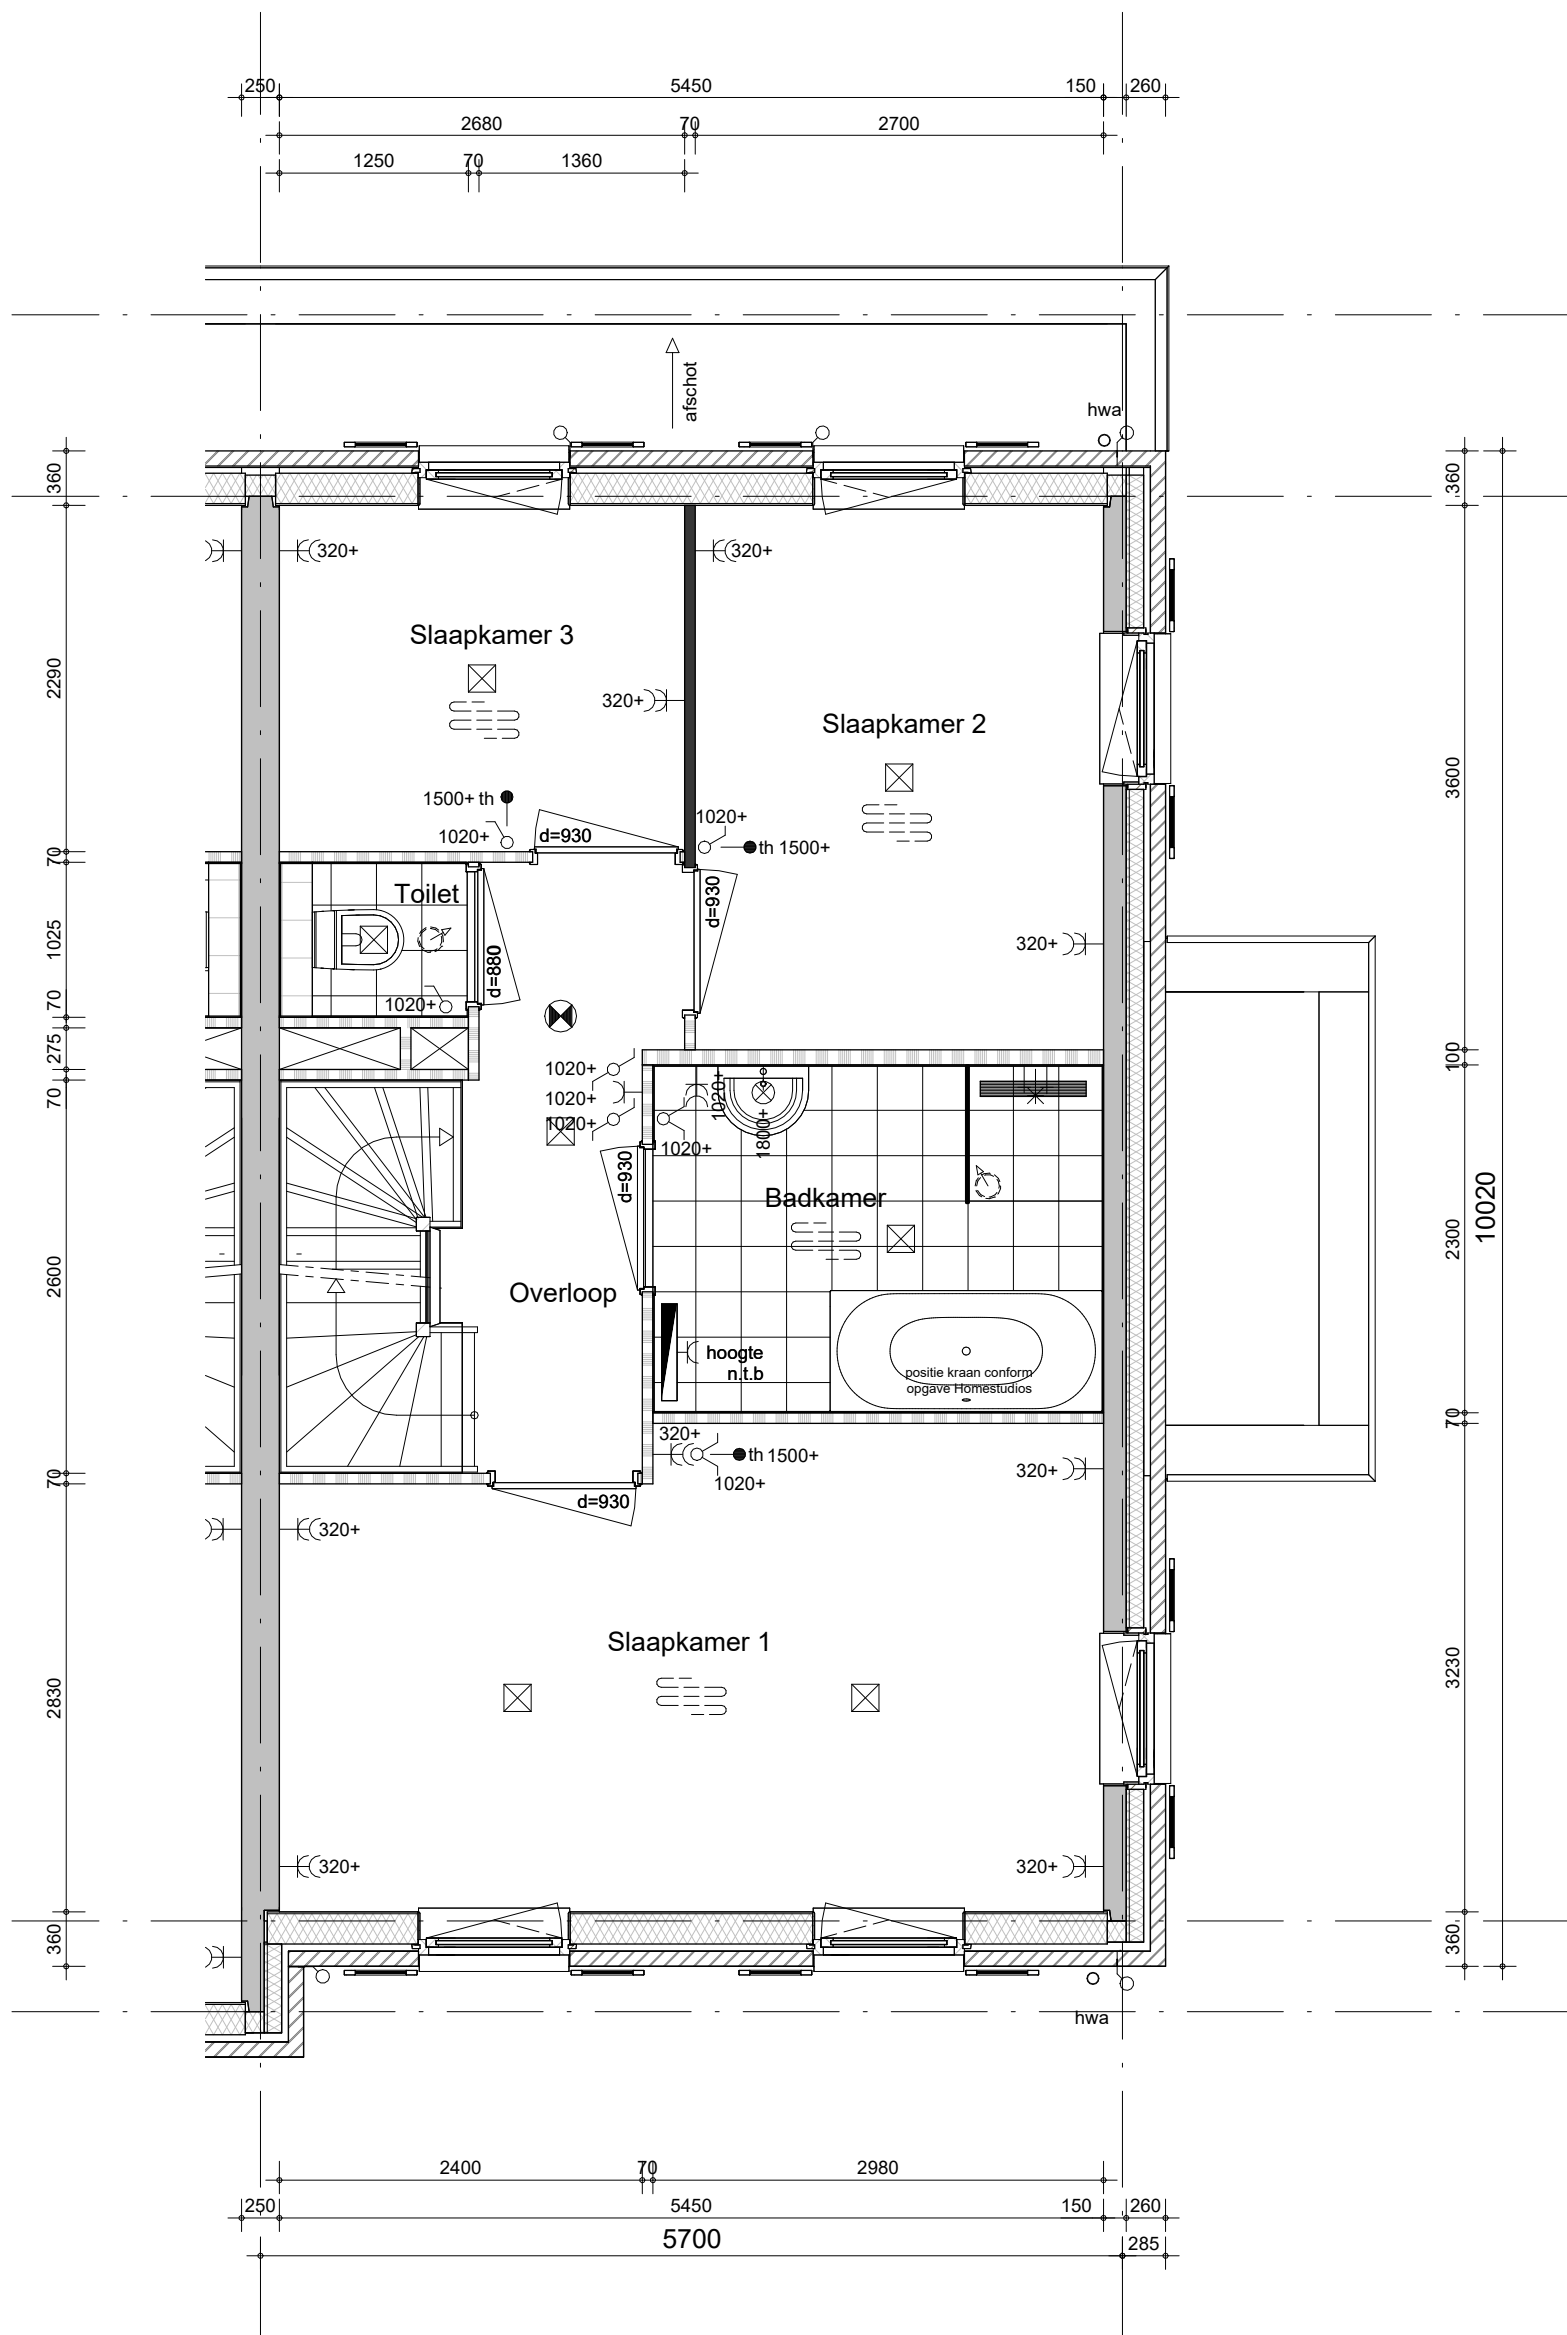 250 5450 150 260
2680 70 2700
1250 70 1360
afschot
hwa
360
360
320+ 320+
Slaapkamer 3
2290
320+
Slaapkamer 2
3600
1500+ th
1020+
d=930
1020+
th 1500+
70
Toilet
d=930
1025
d=880
320+
1020+
70
275
100
70
1020+
1020+
1020+
1020+
1800+
1020+
d=930
Badkamer
10020
2300
2600
Overloop
hoogte
n.t.b
positie kraan conform
opgave Homestudios
70
320+
th 1500+
1020+
320+
70
d=930
320+
Slaapkamer 1
3230
2830
320+ 320+
360
360
hwa
2400 70 2980
250 5450 150 260
5700
285